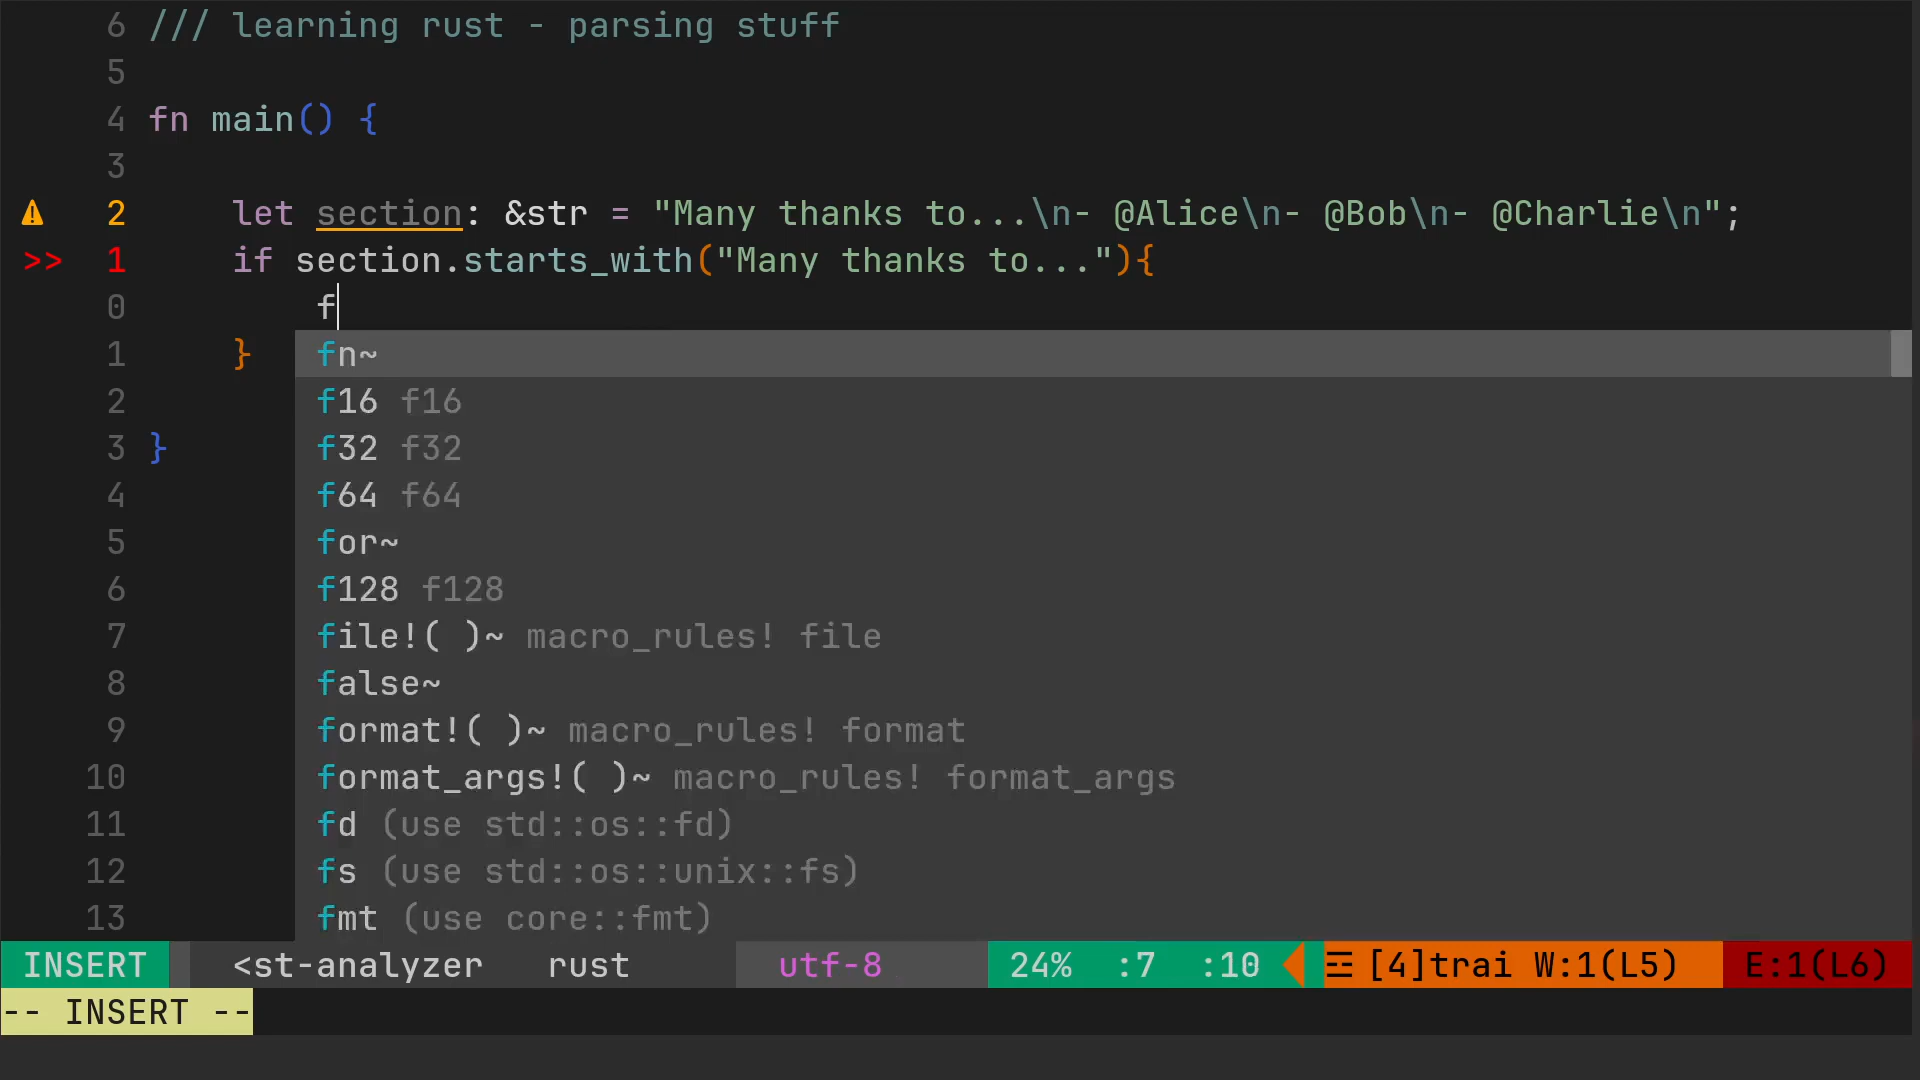 6 /// learning rust - parsing stuff
5
4 fn main() {
3
2     let section: &str = "Many thanks to...\n- @Alice\n- @Bob\n- @Charlie\n";
>> 1     if section.starts_with("Many thanks to..."){
0         f
1     }   fn~
2         f16 f16
3 }       f32 f32
4         f64 f64
5         for~
6         f128 f128
7         file!( )~ macro_rules! file
8         false~
9         format!( )~ macro_rules! format
10        format_args!( )~ macro_rules! format_args
11        fd (use std::os::fd)
12        fs (use std::os::unix::fs)
13        fmt (use core::fmt)
INSERT <st-analyzer rust utf-8 24% :7 :10 ☲ [4]trai W:1(L5) E:1(L6)
-- INSERT --